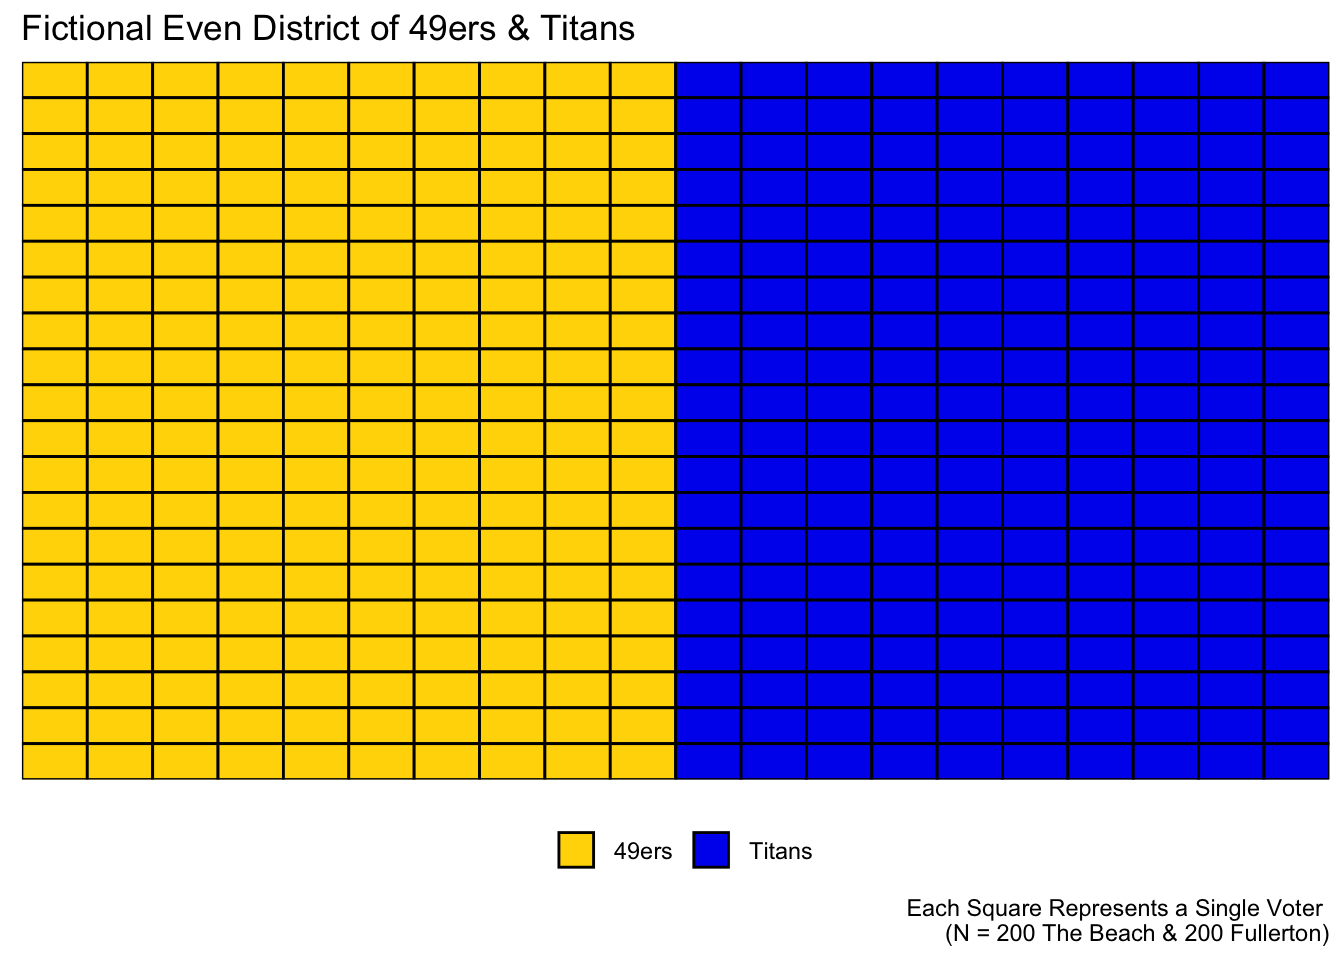 Fictional Even District of 49ers & Titans
49ers
Titans
Each Square Represents a Single Voter
(N = 200 The Beach & 200 Fullerton)